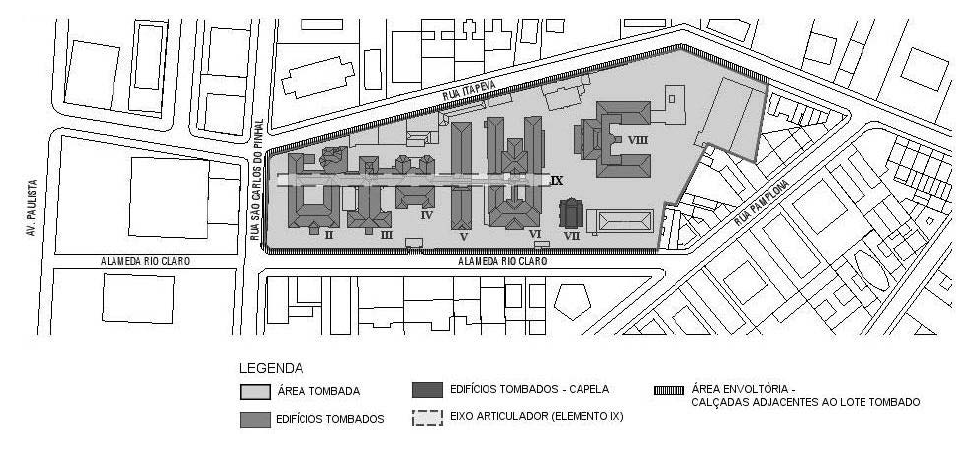 RUA ITAPEVA
RUA SÃO CARLOS DO PINHAL
AV. PAULISTA
RUA PAMPLONA
VIII
IX
IV
II
III
V
VI
VII
ALAMEDA RIO CLARO
ALAMEDA RIO CLARO
LEGENDA
ÁREA TOMBADA
EDIFÍCIOS TOMBADOS
EDIFÍCIOS TOMBADOS - CAPELA
EIXO ARTICULADOR (ELEMENTO IX)
ÁREA ENVOLTÓRIA -
CALÇADAS ADJACENTES AO LOTE TOMBADO